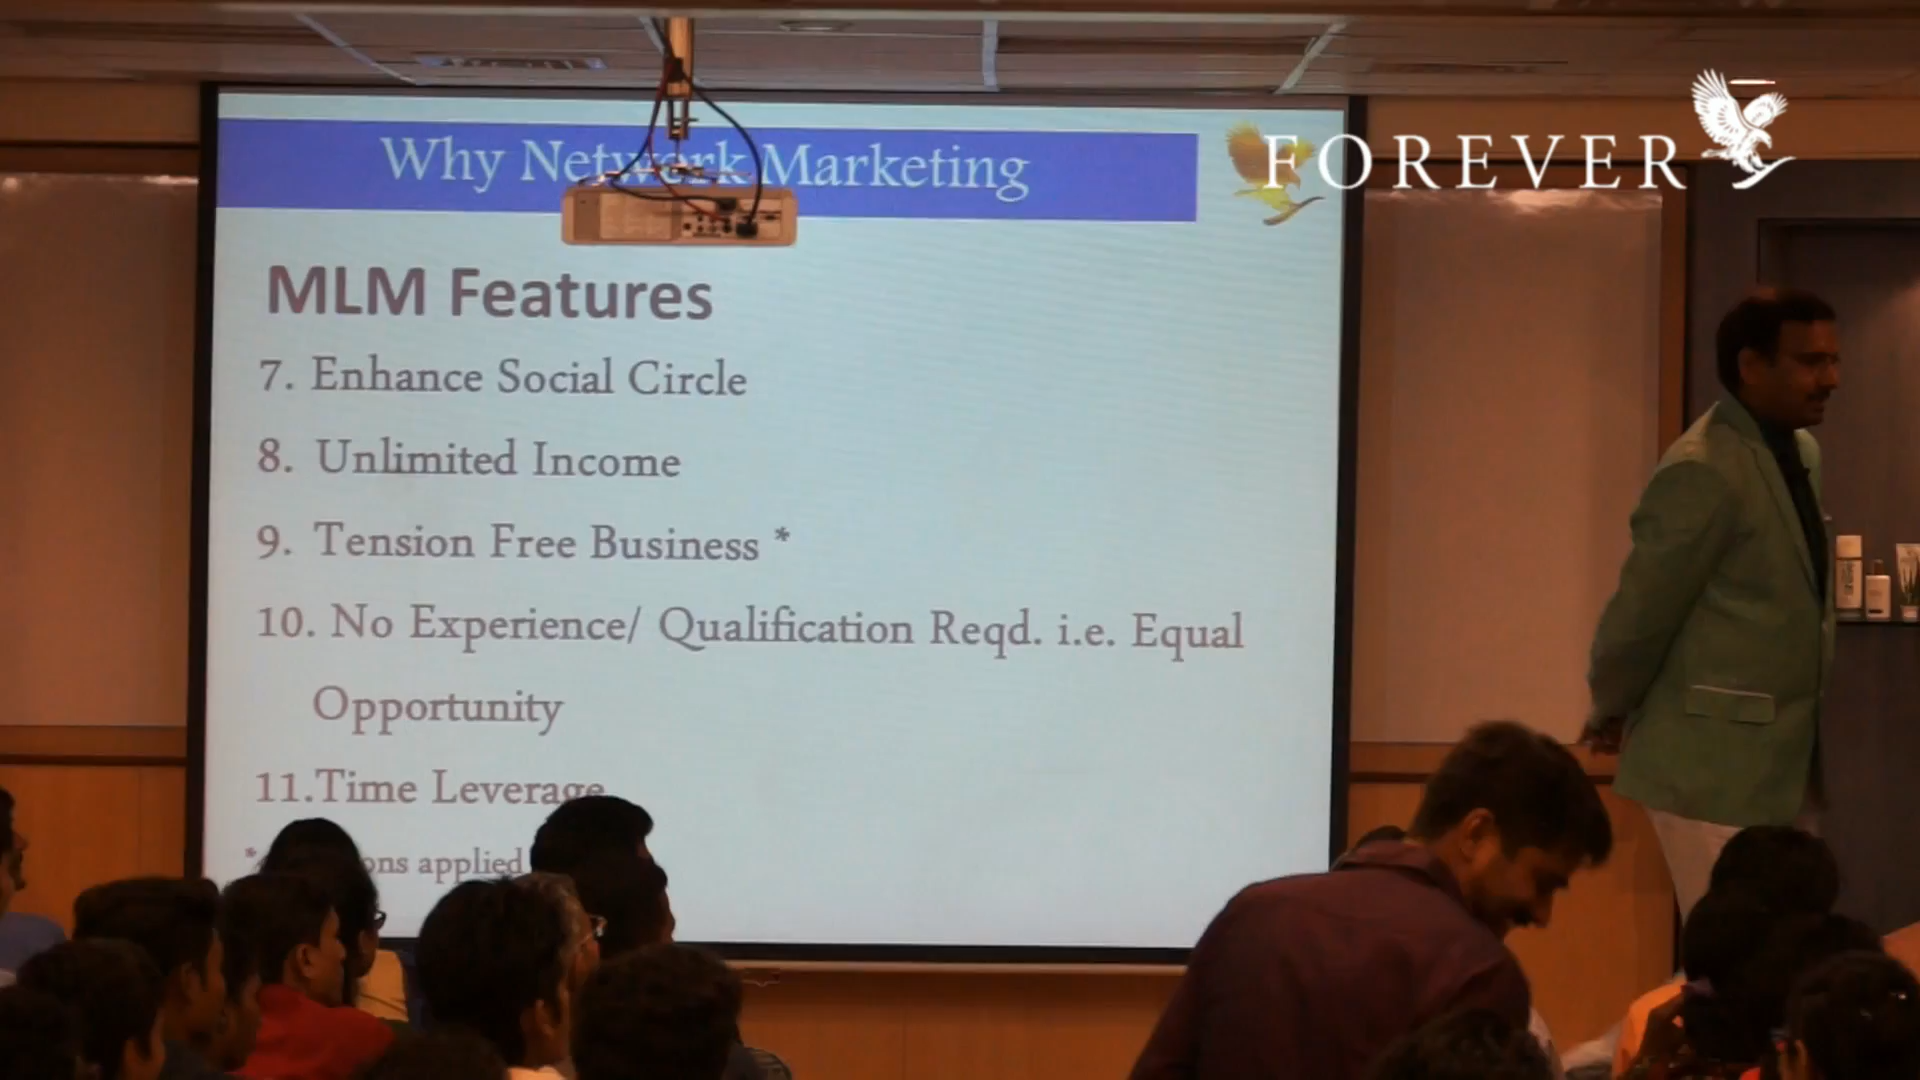 Why Network Marketing
FOREVER
MLM Features
7. Enhance Social Circle
8. Unlimited Income
9. Tension Free Business *
10. No Experience/ Qualification Reqd. i.e. Equal
Opportunity
11.Time Leverage
* applied